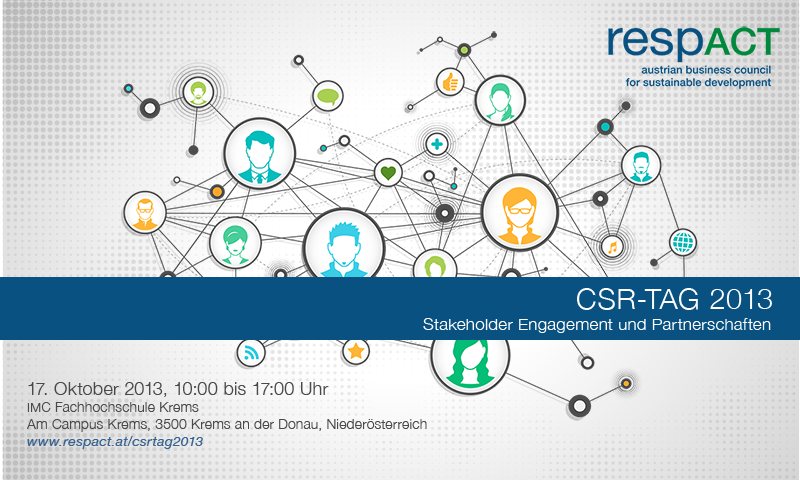 respACT
austrian business council
for sustainable development
CSR-TAG 2013
Stakeholder Engagement und Partnerschaften
17. Oktober 2013, 10:00 bis 17:00 Uhr
IMC Fachhochschule Krems
Am Campus Krems, 3500 Krems an der Donau, Niederösterreich
www.respact.at/csrtag2013